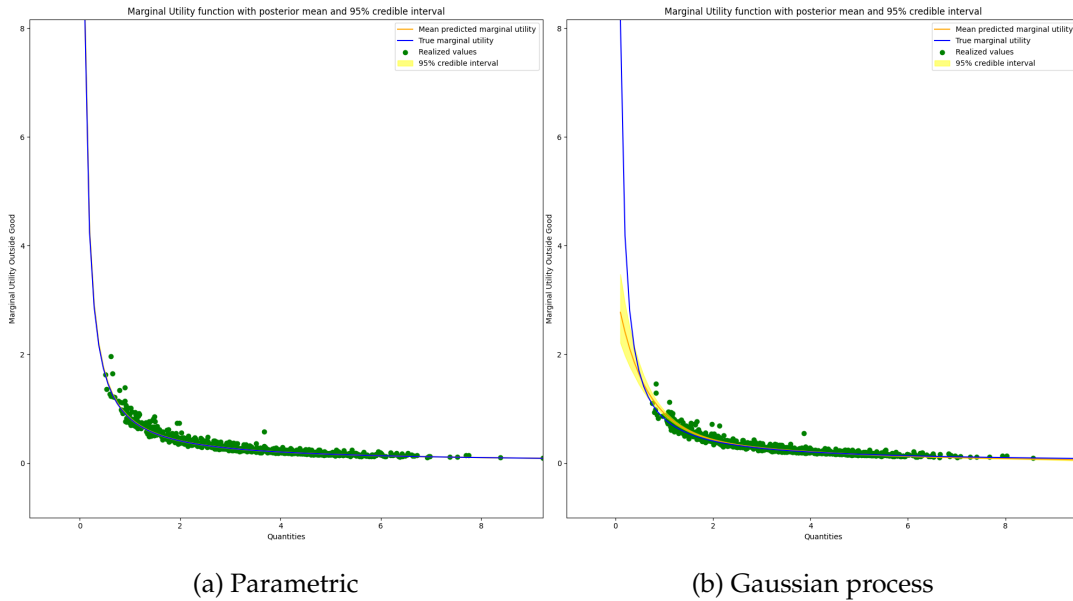 Marginal Utility function with posterior mean and 95% credible interval
Mean predicted marginal utility
True marginal utility
Realized values
95% credible interval
8
6
4
2
0
Marginal Utility Outside Good
0
2
4
6
8
Quantities
(a) Parametric
Marginal Utility function with posterior mean and 95% credible interval
Mean predicted marginal utility
True marginal utility
Realized values
95% credible interval
8
6
4
2
0
Marginal Utility Outside Good
0
2
4
6
8
Quantities
(b) Gaussian process